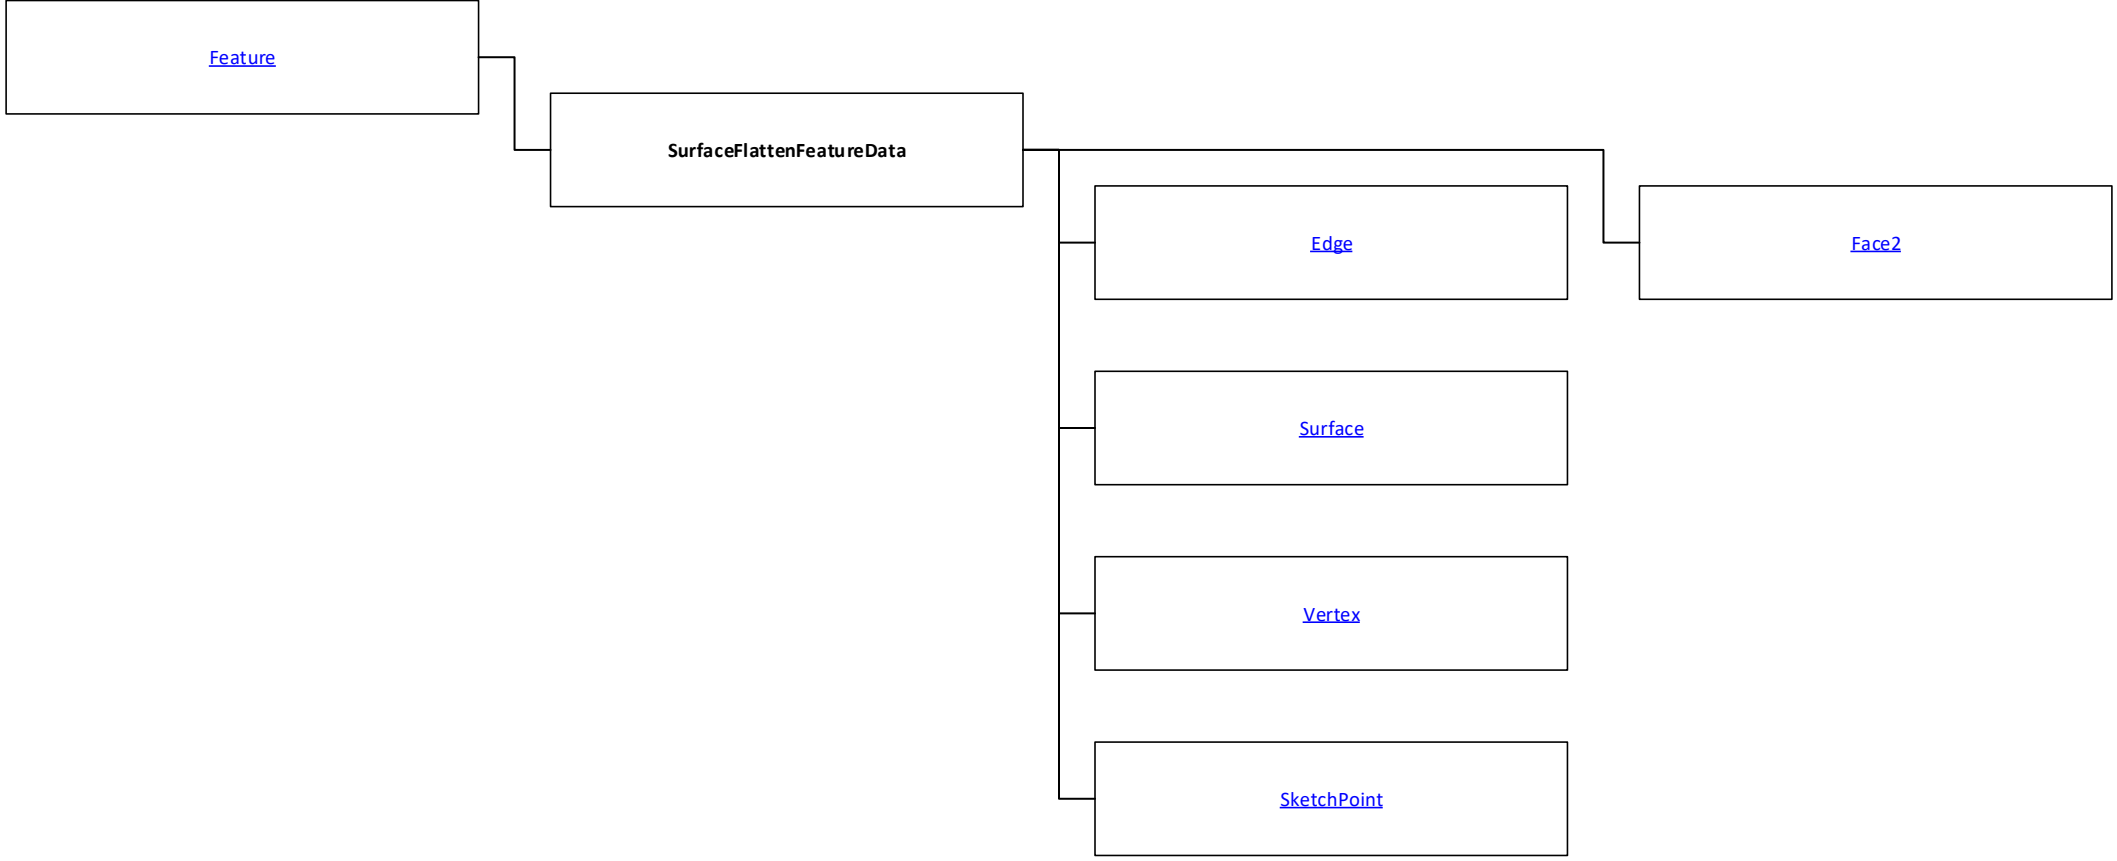 Feature
SurfaceFlattenFeatureData
Edge
Face2
Surface
Vertex
SketchPoint